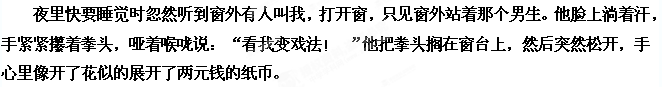 夜里快要睡觉时忽然听到窗外有人叫我，打开窗，只见窗外站着那个男生。他脸上淌着汗，
手紧紧攥着拳头，哑着喉咙说：“看我变戏法！ ”他把拳头搁在窗台上，然后突然松开，手
心里像开了花似的展开了两元钱的纸币。